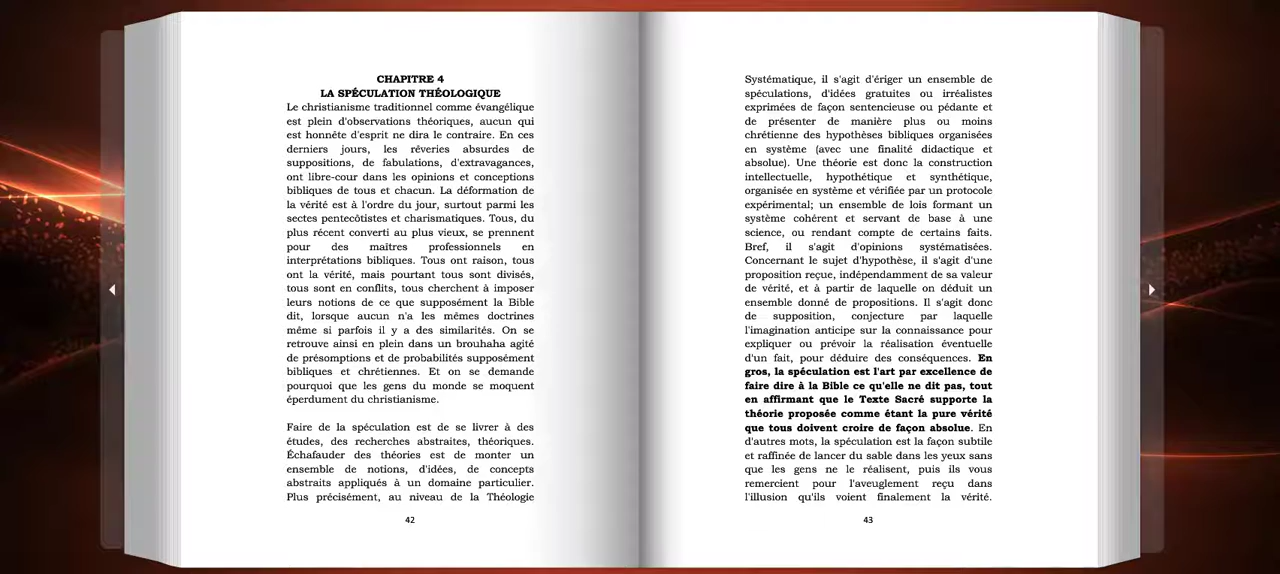 CHAPITRE 4
LA SPÉCULATION THÉOLOGIQUE
Le christianisme traditionnel comme évangélique
est plein d'observations théoriques, aucun qui
est honnête d'esprit ne dira le contraire. En ces
derniers jours, les rêveries absurdes de
suppositions, de fabulations, d'extravagances,
ont libre-cour dans les opinions et conceptions
bibliques de tous et chacun. La déformation de
la vérité est à l'ordre du jour, surtout parmi les
sectes pentecôtistes et charismatiques. Tous, du
plus récent converti au plus vieux, se prennent
pour des maîtres professionnels en
interprétations bibliques. Tous ont raison, tous
ont la vérité, mais pourtant tous sont divisés,
tous sont en conflits, tous cherchent à imposer
leurs notions de ce que supposément la Bible
dit, lorsque aucun n'a les mêmes doctrines
même si parfois il y a des similarités. On se
retrouve ainsi en plein dans un brouhaha agité
de présomptions et de probabilités supposément
bibliques et chrétiennes. Et on se demande
pourquoi que les gens du monde se moquent
éperdument du christianisme.
Faire de la spéculation est de se livrer à des
études, des recherches abstraites, théoriques.
Échafauder des théories est de monter un
ensemble de notions, d'idées, de concepts
abstraits appliqués à un domaine particulier.
Plus précisément, au niveau de la Théologie
42
Systématique, il s'agit d'ériger un ensemble de
spéculations, d'idées gratuites ou irréalistes
exprimées de façon sentencieuse ou pédante et
de présenter de manière plus ou moins
chrétienne des hypothèses bibliques organisées
en système (avec une finalité didactique et
absolue). Une théorie est donc la construction
intellectuelle, hypothétique et synthétique,
organisée en système et vérifiée par un protocole
expérimental; un ensemble de lois formant un
système cohérent et servant de base à une
science, ou rendant compte de certains faits.
Bref, il s'agit d'opinions systématisées.
Concernant le sujet d'hypothèse, il s'agit d'une
proposition reçue, indépendamment de sa valeur
de vérité, et à partir de laquelle on déduit un
ensemble donné de propositions. Il s'agit donc
de supposition, conjecture par laquelle
l'imagination anticipe sur la connaissance pour
expliquer ou prévoir la réalisation éventuelle
d'un fait, pour déduire des conséquences. En
gros, la spéculation est l'art par excellence de
faire dire à la Bible ce qu'elle ne dit pas, tout
en affirmant que le Texte Sacré supporte la
théorie proposée comme étant la pure vérité
que tous doivent croire de façon absolue. En
d'autres mots, la spéculation est la façon subtile
et raffinée de lancer du sable dans les yeux sans
que les gens ne le réalisent, puis ils vous
remercient pour l'aveuglement reçu dans
l'illusion qu'ils voient finalement la vérité.
43